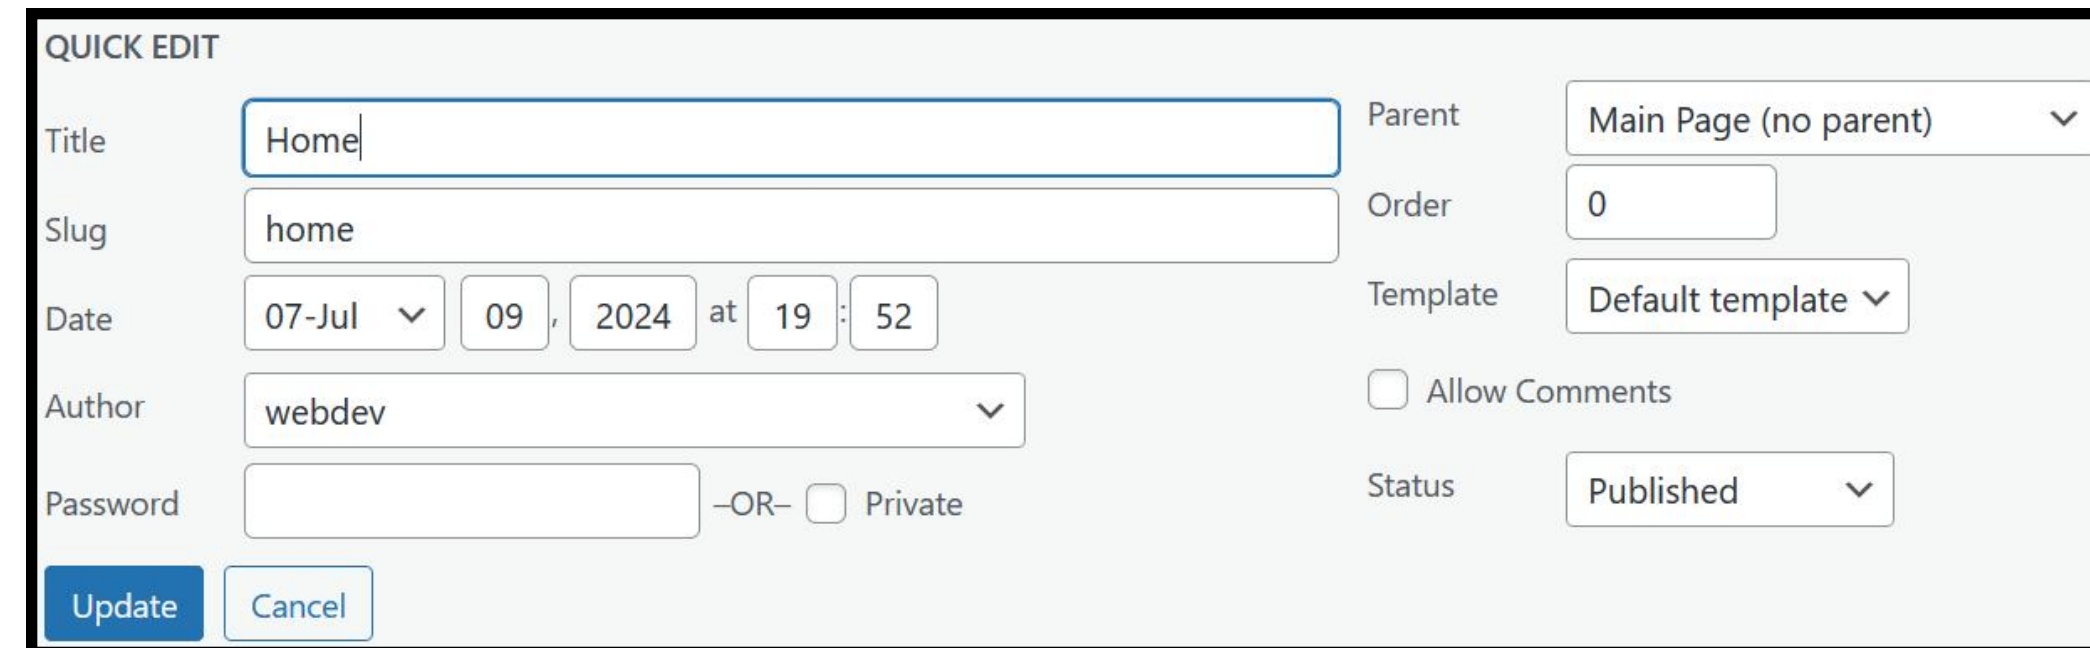 QUICK EDIT
Title Home
Slug home
Date 07-Jul 09 , 2024 at 19 : 52
Author webdev
Password –OR– Private
Parent Main Page (no parent)
Order 0
Template Default template
Allow Comments
Status Published
Update Cancel